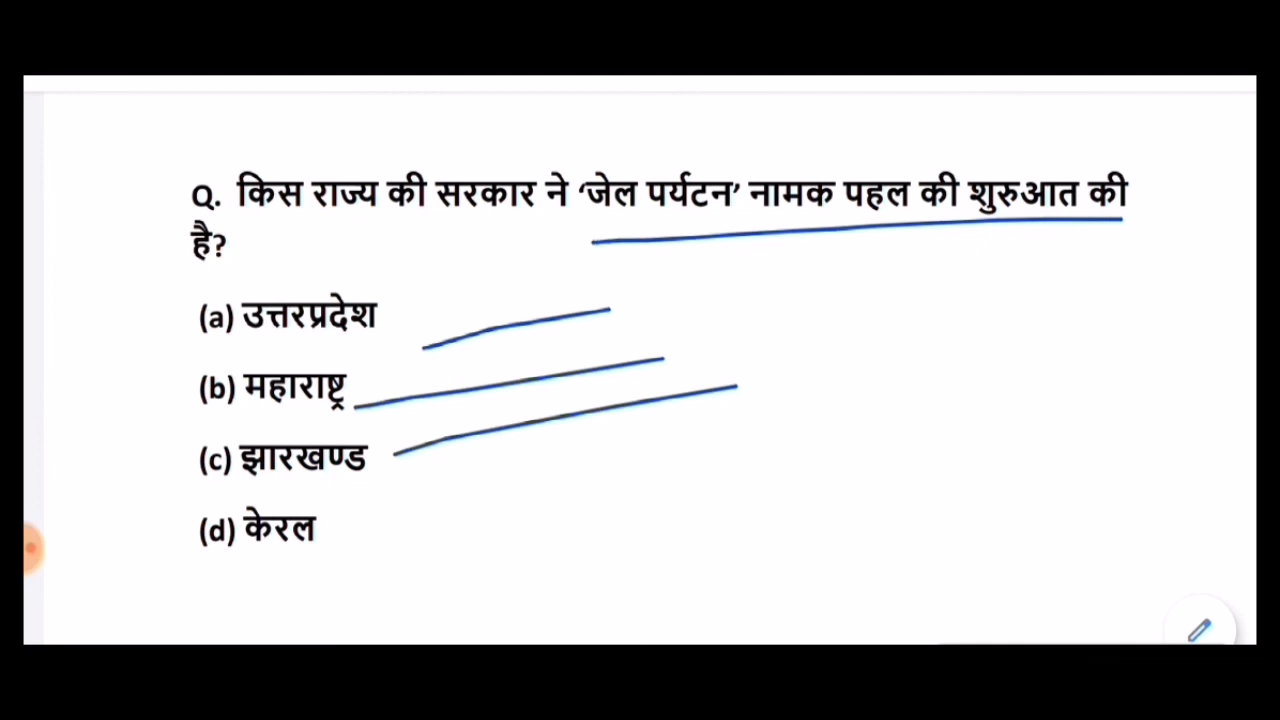 Q. किस राज्य की सरकार ने ‘जेल पर्यटन’ नामक पहल की शुरुआत की
है?
(a) उत्तरप्रदेश
(b) महाराष्ट्र
(c) झारखण्ड
(d) केरल